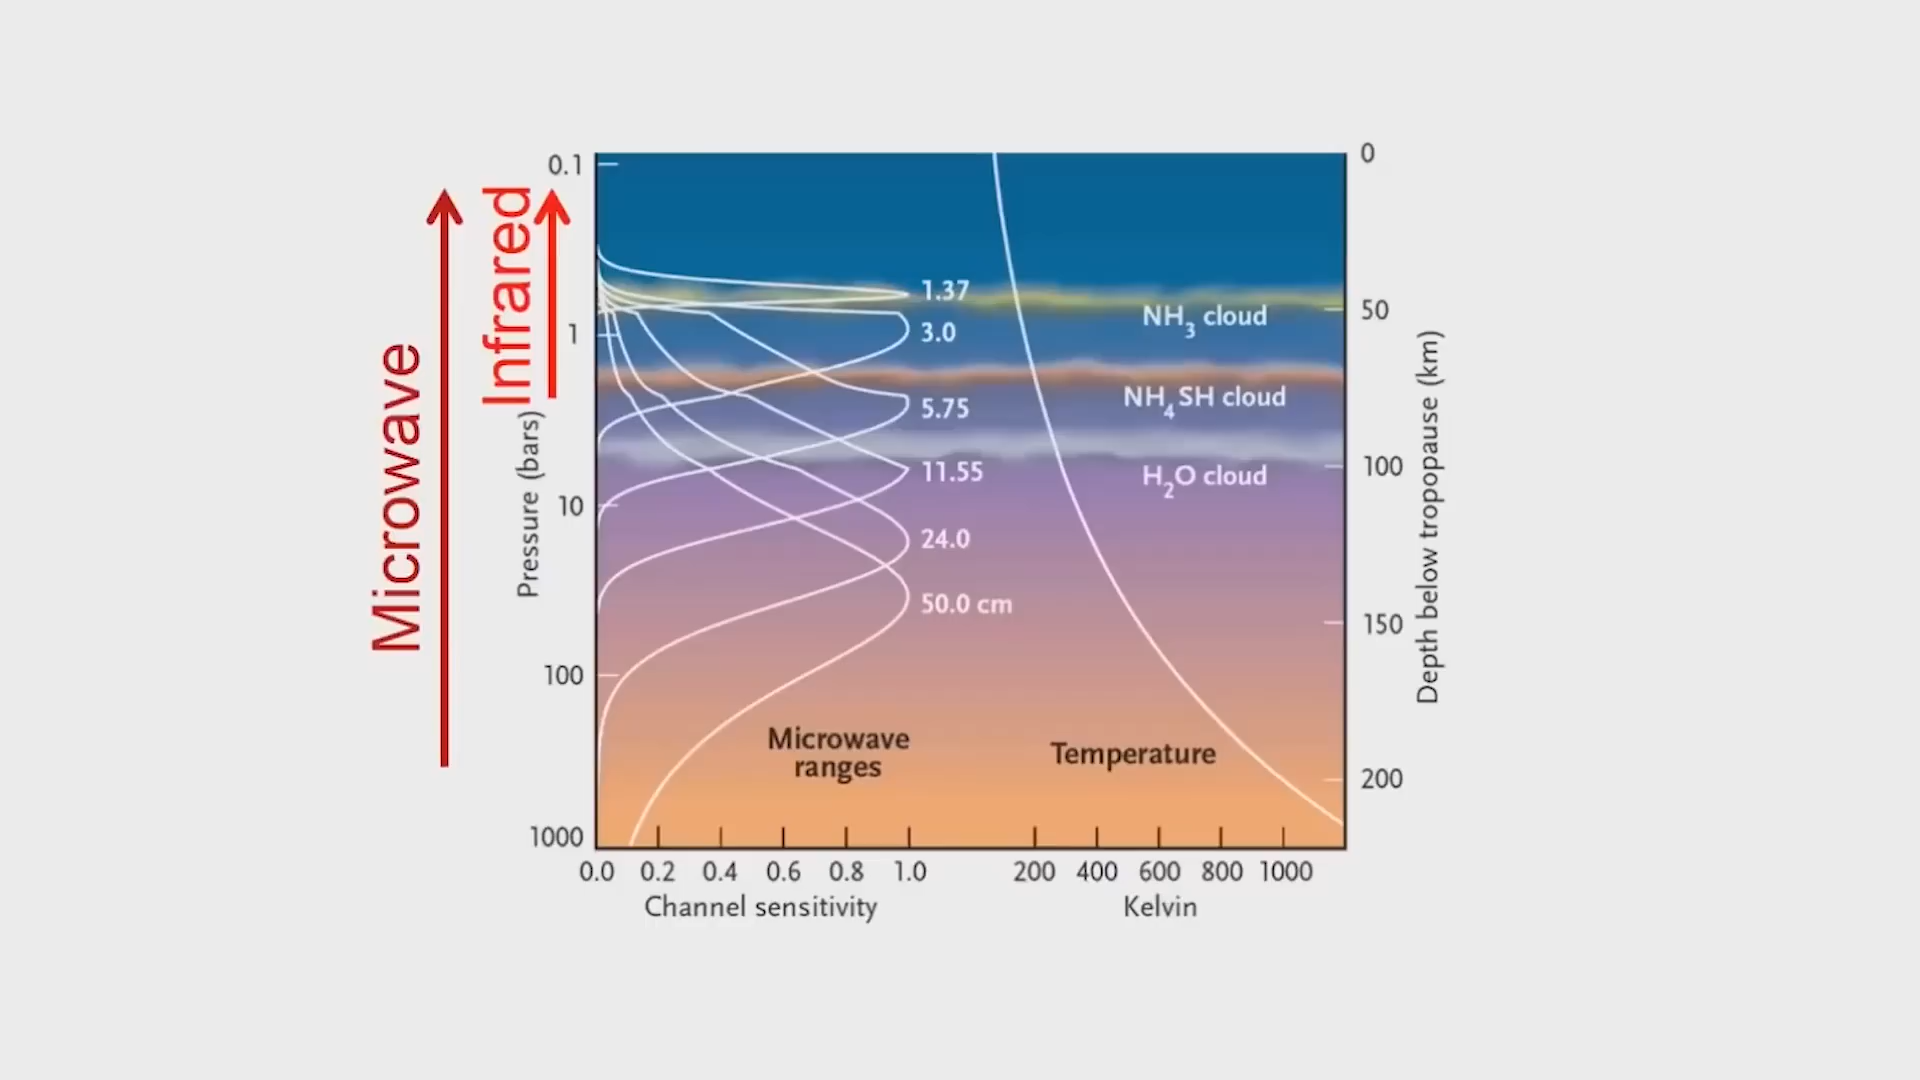 Microwave
Infrared
Pressure (bars)
0.1
1
10
100
1000
1.37
3.0
5.75
11.55
24.0
50.0 cm
NH3 cloud
NH4SH cloud
H2O cloud
Microwave
ranges
Temperature
0
50
100
150
200
Depth below tropopause (km)
0.0 0.2 0.4 0.6 0.8 1.0 200 400 600 800 1000
Channel sensitivity Kelvin